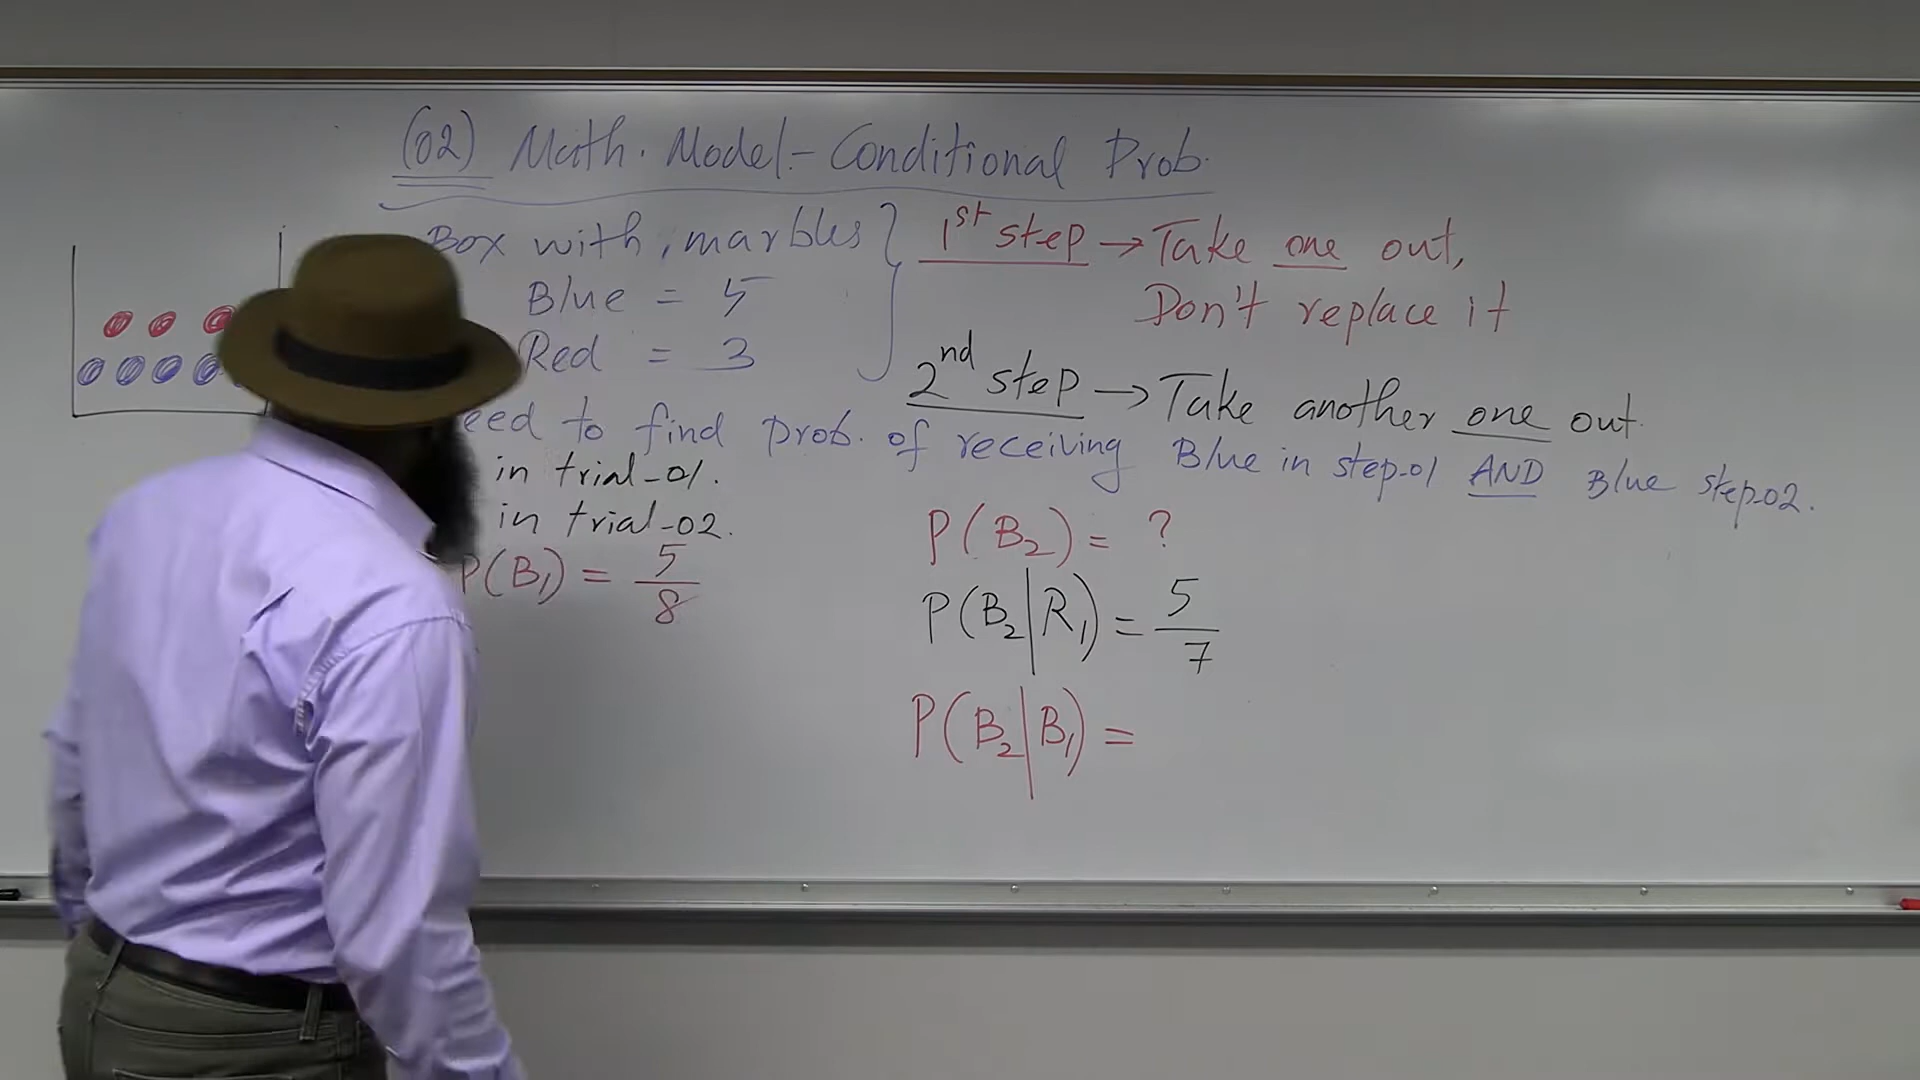 (02) Math. Model - Conditional Prob.
Box with, marbles
Blue = 5
Red = 3
1st step → Take one out,
Don't replace it
2nd step → Take another one out.
to find prob. of receiving Blue in step-01 AND Blue step-02.
in trial-01.
in trial-02.
P(B₁) = 5/8
P(B₂) = ?
P(B₂|R₁) = 5/7
P(B₂|B₁) =